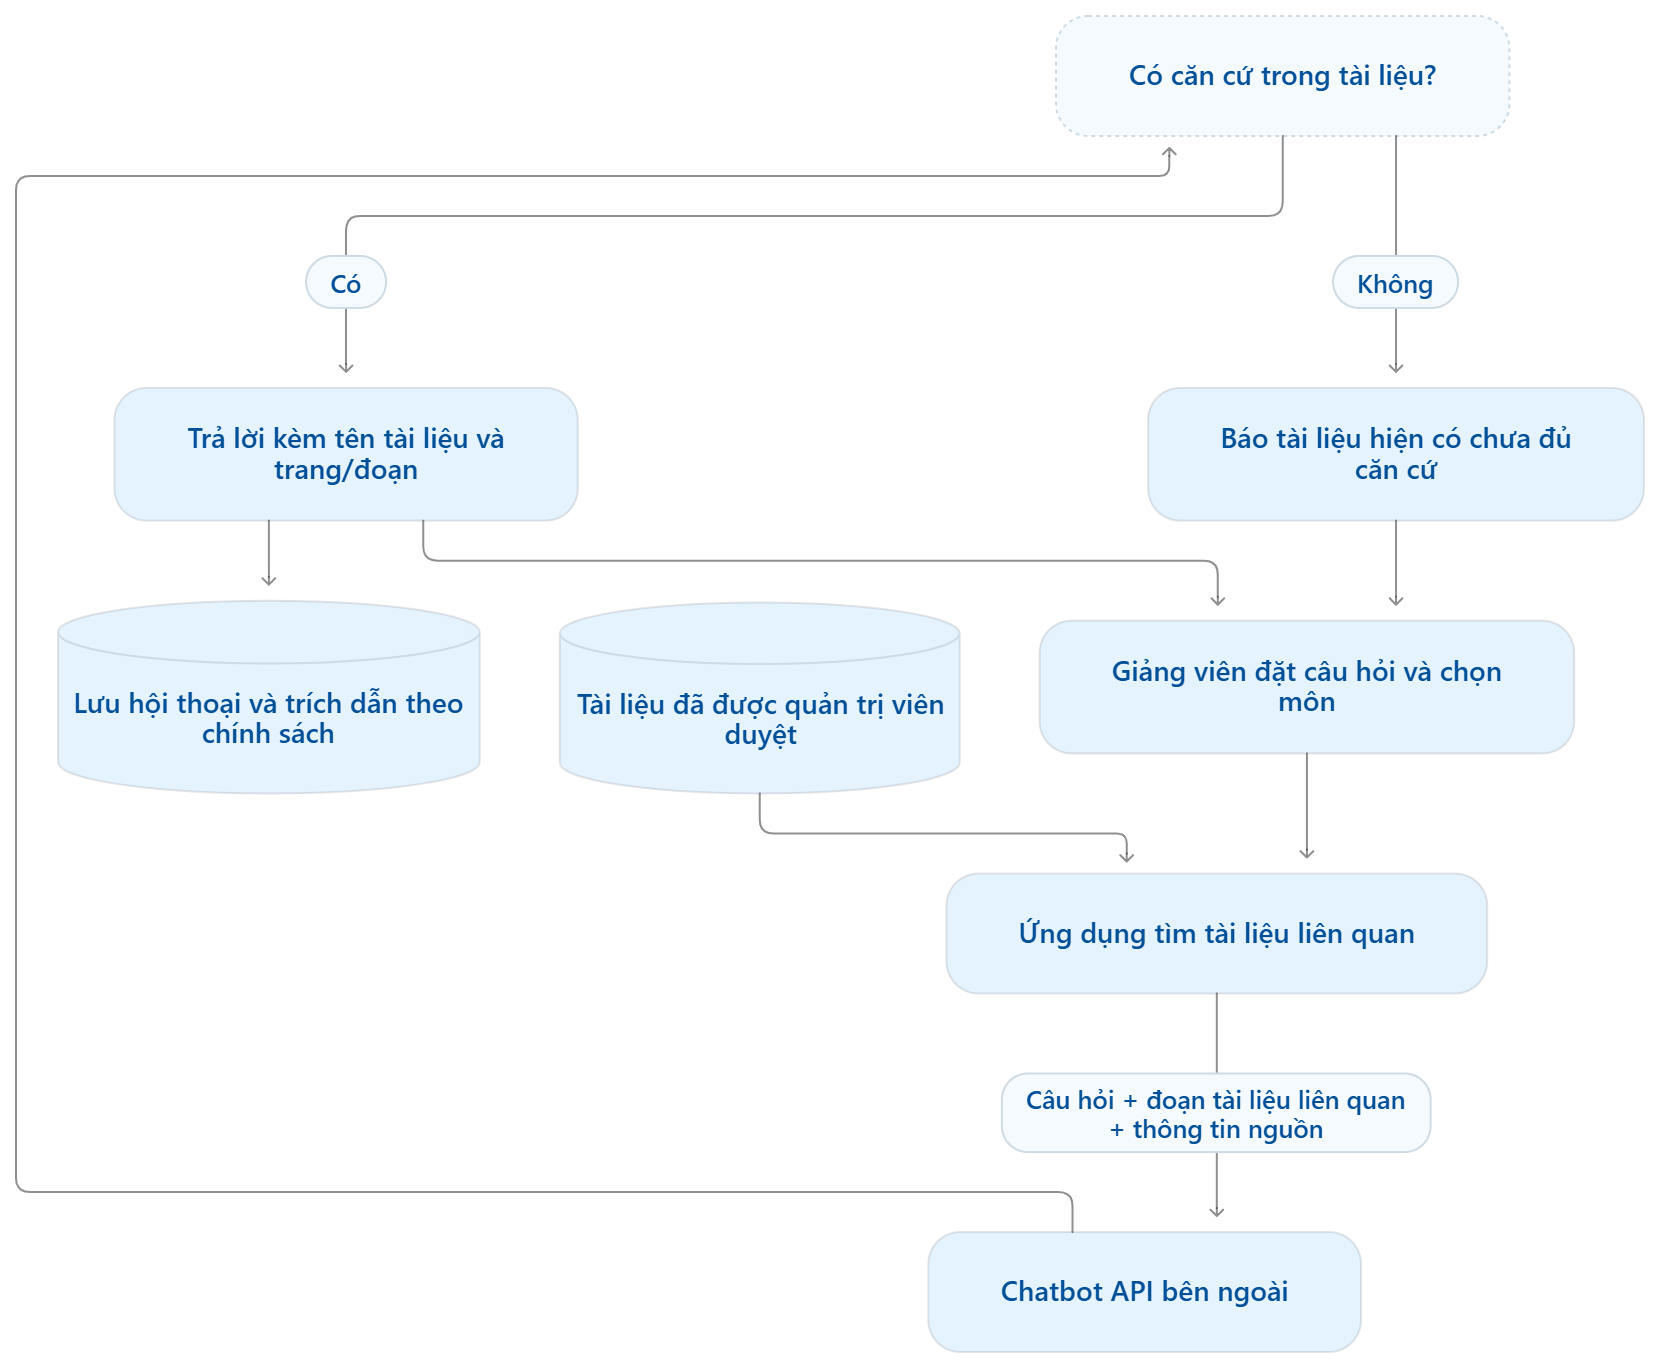 Có căn cứ trong tài liệu?
Có
Không
Trả lời kèm tên tài liệu và
trang/đoạn
Báo tài liệu hiện có chưa đủ
căn cứ
Lưu hội thoại và trích dẫn theo
chính sách
Tài liệu đã được quản trị viên
duyệt
Giảng viên đặt câu hỏi và chọn
môn
Ứng dụng tìm tài liệu liên quan
Câu hỏi + đoạn tài liệu liên quan
+ thông tin nguồn
Chatbot API bên ngoài